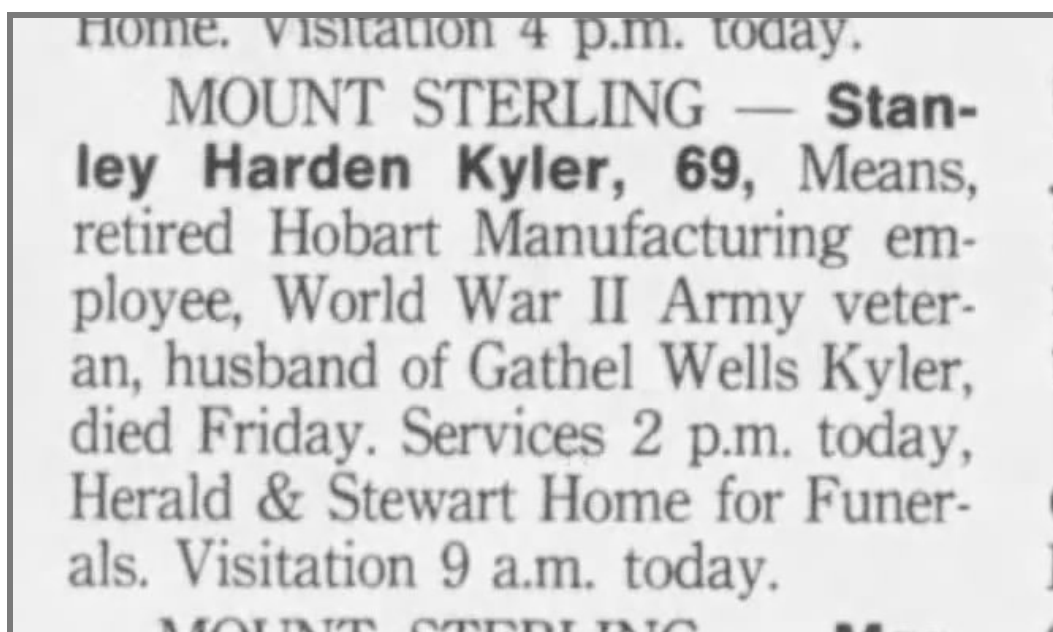 Home. Visitation 4 p.m. today.
MOUNT STERLING — Stan-
ley Harden Kyler, 69, Means,
retired Hobart Manufacturing em-
ployee, World War II Army veter-
an, husband of Gathel Wells Kyler,
died Friday. Services 2 p.m. today,
Herald & Stewart Home for Funer-
als. Visitation 9 a.m. today.
MOUNT STERLING